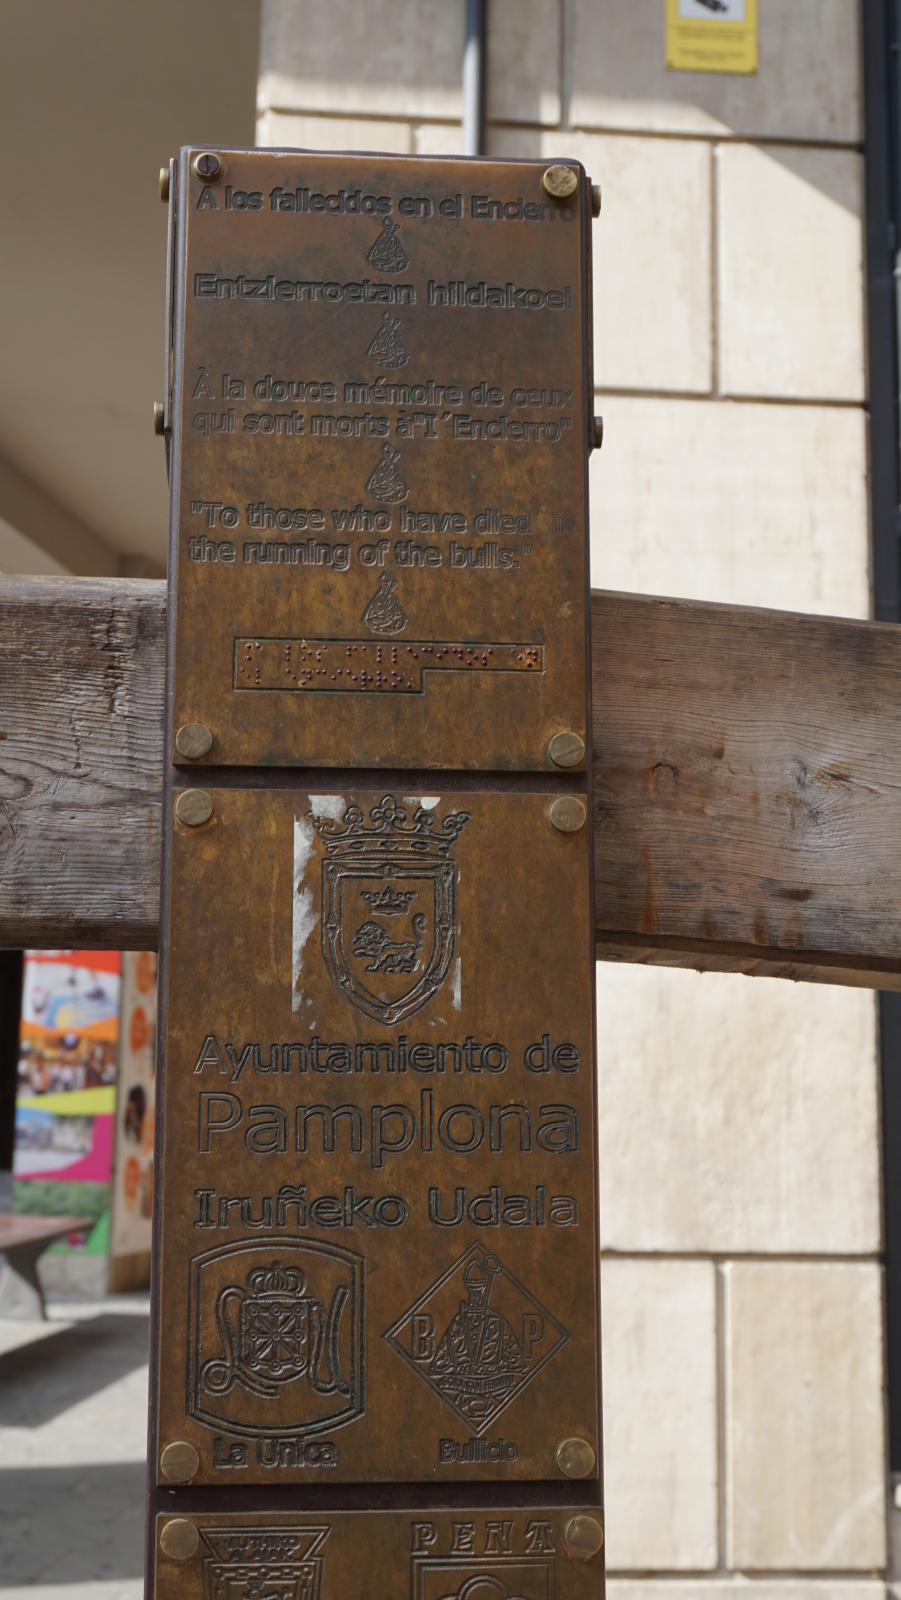 A los fallecidos en el Encierro
Entzierroetan hildakoei
À la douce mémoire de ceux
qui sont morts à "l´Encierro"
"To those who have died in
the running of the bulls."
Ayuntamiento de
Pamplona
Iruñeko Udala
B P
La Unica
Bullicio
PEÑA